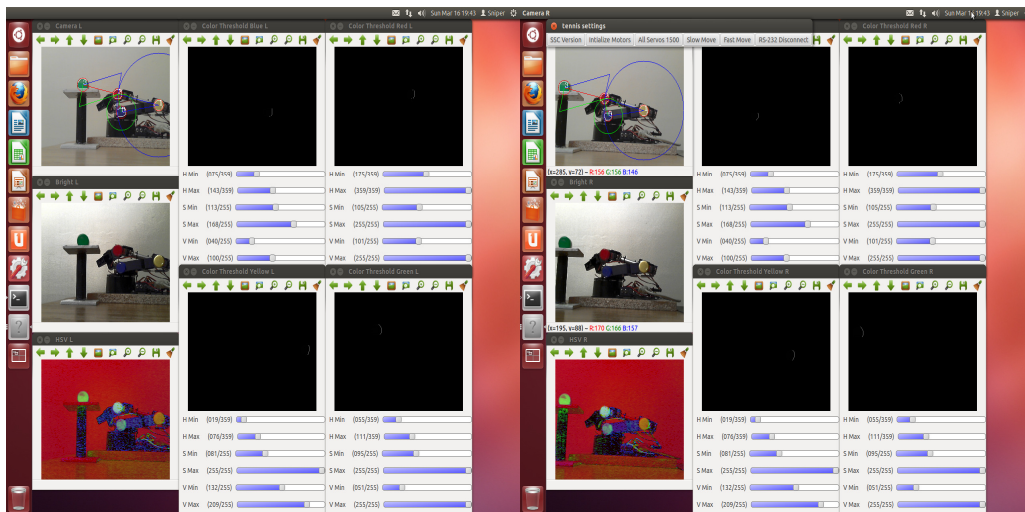 Sun Mar 16 19:43 Sniper
Camera R
Sun Mar 16 19:43 Sniper
Camera L
Color Threshold Blue L
Color Threshold Red L
H Min (075/359)
H Max (143/359)
S Min (113/255)
S Max (168/255)
V Min (040/255)
V Max (100/255)
H Min (175/359)
H Max (359/359)
S Min (105/255)
S Max (255/255)
V Min (101/255)
V Max (255/255)
Bright L
Color Threshold Yellow L
Color Threshold Green L
HSV L
H Min (019/359)
H Max (076/359)
S Min (081/255)
S Max (255/255)
V Min (132/255)
V Max (209/255)
H Min (055/359)
H Max (111/359)
S Min (095/255)
S Max (255/255)
V Min (051/255)
V Max (255/255)
tennis settings
SSC Version Intialize Motors All Servos 1500 Slow Move Fast Move RS-232 Disconnect
Color Threshold Red R
(x=285, y=72) ~ R:156 G:156 B:146
H Min (075/359)
H Max (143/359)
S Min (113/255)
S Max (168/255)
V Min (040/255)
V Max (100/255)
H Min (175/359)
H Max (359/359)
S Min (105/255)
S Max (255/255)
V Min (101/255)
V Max (255/255)
Bright R
(x=195, y=88) ~ R:170 G:166 B:157
Color Threshold Yellow R
Color Threshold Green R
HSV R
H Min (019/359)
H Max (076/359)
S Min (081/255)
S Max (255/255)
V Min (132/255)
V Max (209/255)
H Min (055/359)
H Max (111/359)
S Min (095/255)
S Max (255/255)
V Min (051/255)
V Max (255/255)